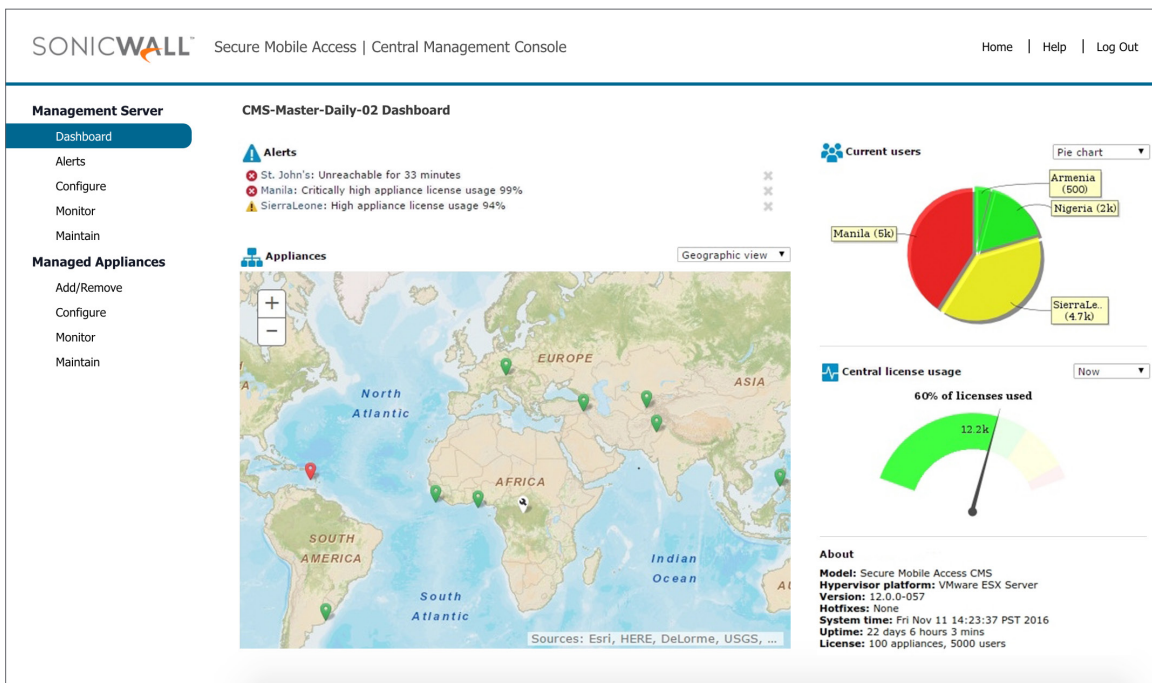 SONICWALL™ Secure Mobile Access | Central Management Console
Home | Help | Log Out
Management Server
Dashboard
Alerts
Configure
Monitor
Maintain
Managed Appliances
Add/Remove
Configure
Monitor
Maintain
CMS-Master-Daily-02 Dashboard
Alerts
St. John's: Unreachable for 33 minutes
Manila: Critically high appliance license usage 99%
SierraLeone: High appliance license usage 94%
Appliances
Geographic view
+
−
EUROPE
ASIA
North
Atlantic
AFRICA
SOUTH
AMERICA
Indian
Ocean
South
Atlantic
A
AU
Sources: Esri, HERE, DeLorme, USGS, ...
Current users
Pie chart
Armenia
(500)
Nigeria (2k)
Manila (5k)
SierraLe..
(4.7k)
Central license usage
Now
60% of licenses used
12.2k
About
Model: Secure Mobile Access CMS
Hypervisor platform: VMware ESX Server
Version: 12.0.0-057
Hotfixes: None
System time: Fri Nov 11 14:23:37 PST 2016
Uptime: 22 days 6 hours 3 mins
License: 100 appliances, 5000 users